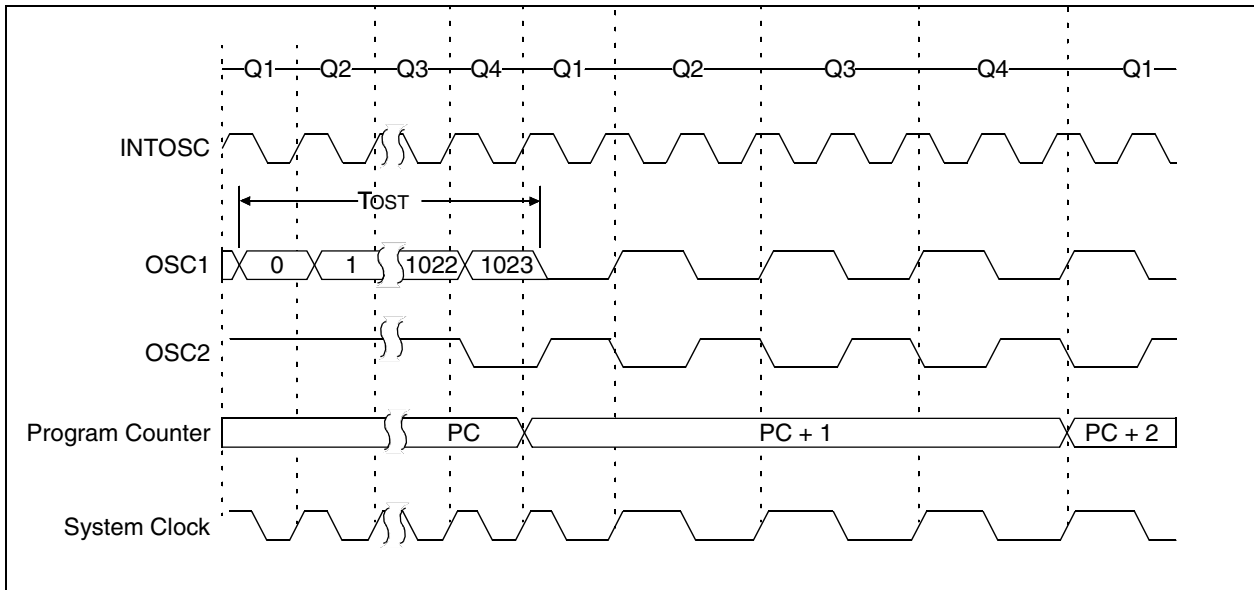 Q1 Q2 Q3 Q4 Q1 Q2 Q3 Q4 Q1
INTOSC
TOST
OSC1 0 1 1022 1023
OSC2
Program Counter PC PC + 1 PC + 2
System Clock